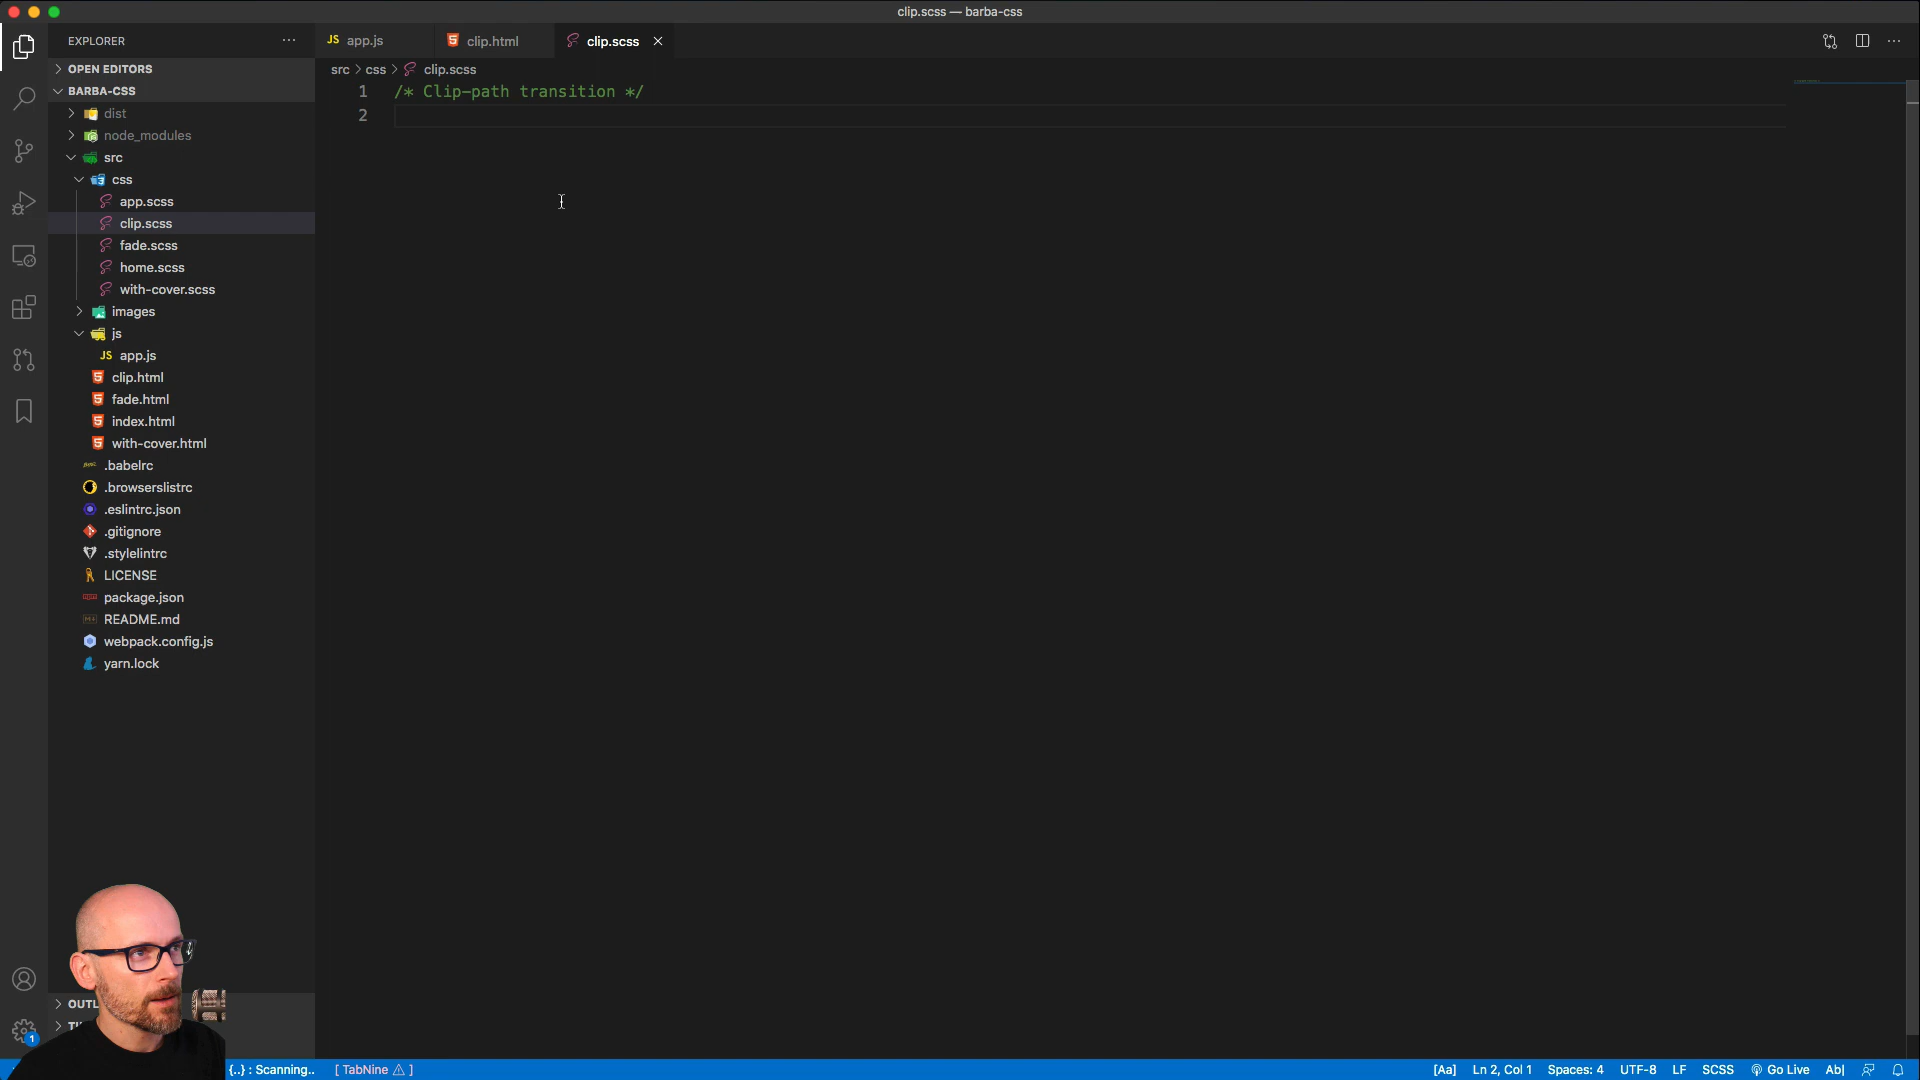 clip.scss — barba-css
EXPLORER
JS app.js
clip.html
clip.scss
OPEN EDITORS
src > css > clip.scss
BARBA-CSS
1 /* Clip-path transition */
2
dist
node_modules
src
css
app.scss
clip.scss
fade.scss
home.scss
with-cover.scss
images
js
JS app.js
clip.html
fade.html
index.html
with-cover.html
.babelrc
.browserslistrc
.eslintrc.json
.gitignore
.stylelintrc
LICENSE
package.json
README.md
webpack.config.js
yarn.lock
1
{..} : Scanning..
[ TabNine ⚠ ]
[Aa]
Ln 2, Col 1
Spaces: 4
UTF-8
LF
SCSS
Go Live
Ab|